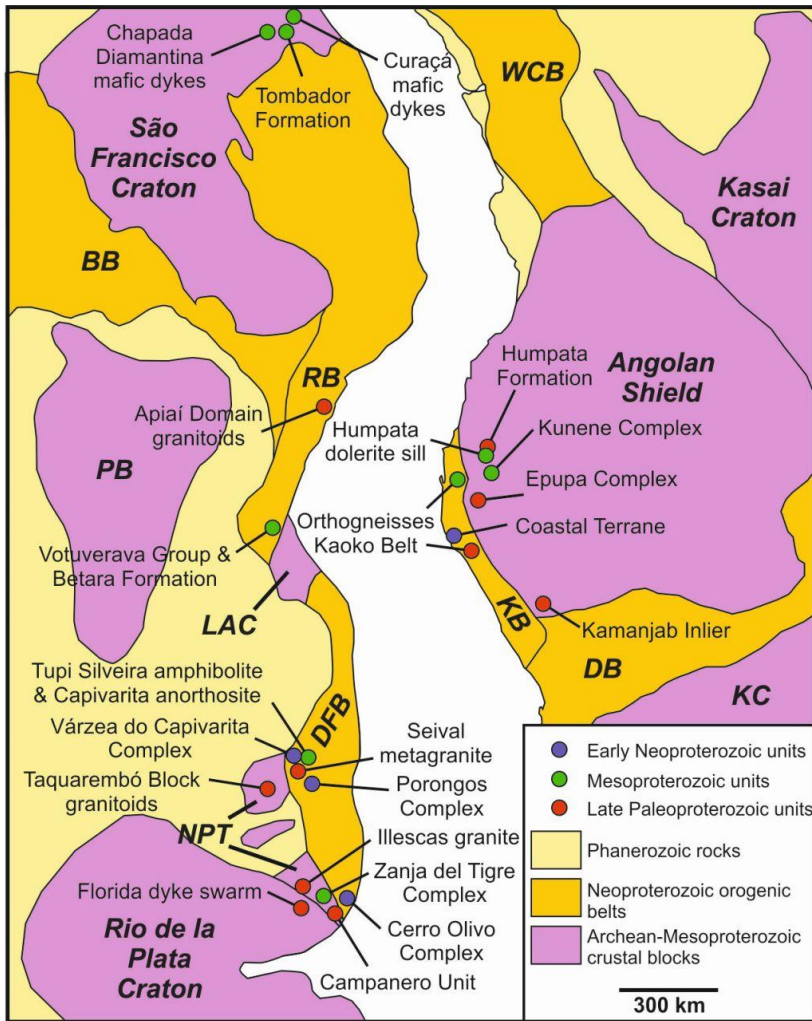 Chapada
Diamantina
mafic dykes
Curaçá
mafic
dykes
Tombador
Formation
WCB
São
Francisco
Craton
Kasai
Craton
BB
Humpata
Formation
Angolan
Shield
RB
Apiaí Domain
granitoids
Humpata
dolerite sill
Kunene Complex
PB
Epupa Complex
Orthogneisses
Kaoko Belt
Coastal Terrane
Votuverava Group &
Betara Formation
LAC
KB
Kamanjab Inlier
DB
KC
Tupi Silveira amphibolite
& Capivarita anorthosite
DFB
Várzea do Capivarita
Complex
Seival
metagranite
Taquarembó Block
granitoids
Porongos
Complex
NPT
Illescas granite
Zanja del Tigre
Complex
Florida dyke swarm
Cerro Olivo
Complex
Rio de la
Plata
Craton
Campanero Unit
Early Neoproterozoic units
Mesoproterozoic units
Late Paleoproterozoic units
Phanerozoic rocks
Neoproterozoic orogenic
belts
Archean-Mesoproterozoic
crustal blocks
300 km